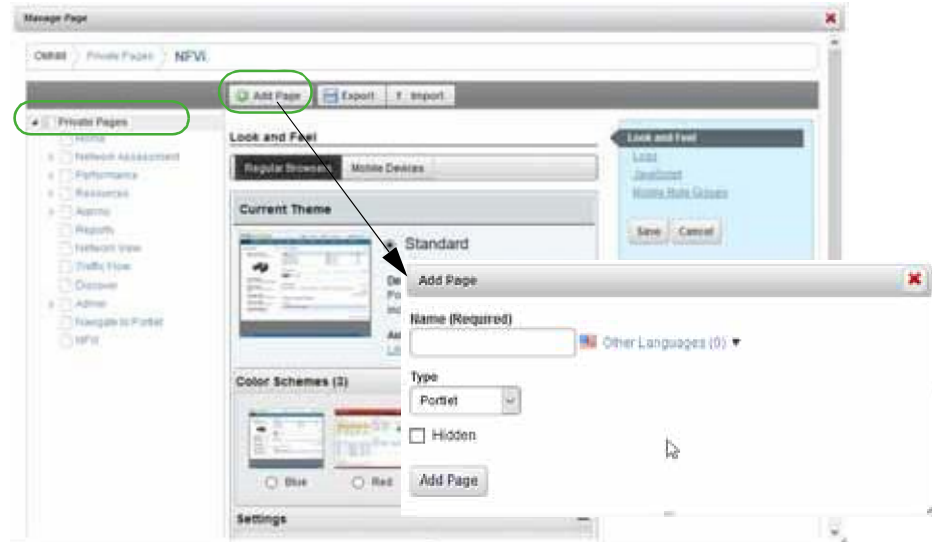 Manage Page
Private Pages
NFVI
Add Page
Export
Import
Private Pages
Home
Network Assessment
Performance
Resources
Alarms
Reports
Network View
Traffic Flow
Discover
Admin
Navigate to Portlet
NFVI
Look and Feel
Regular Browsers
Mobile Devices
Current Theme
Standard
Color Schemes (3)
Blue
Red
Settings
Look and Feel
Logo
JavaScript
Mobile Rule Groups
Save
Cancel
Add Page
Name (Required)
Other Languages (0)
Type
Portlet
Hidden
Add Page